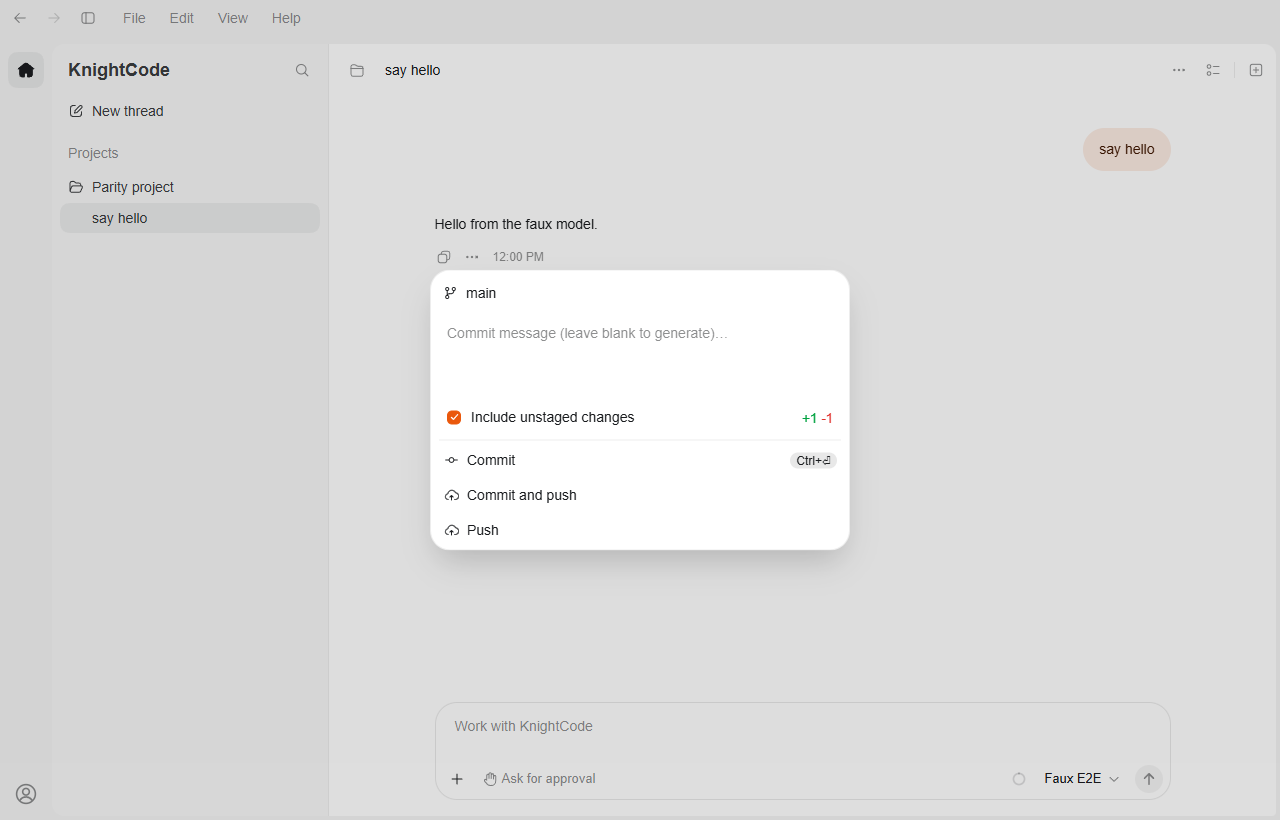 File Edit View Help
KnightCode
New thread
Projects
Parity project
say hello
say hello
say hello
Hello from the faux model.
12:00 PM
main
Commit message (leave blank to generate)…
Include unstaged changes +1 -1
Commit Ctrl+⏎
Commit and push
Push
Work with KnightCode
Ask for approval Faux E2E